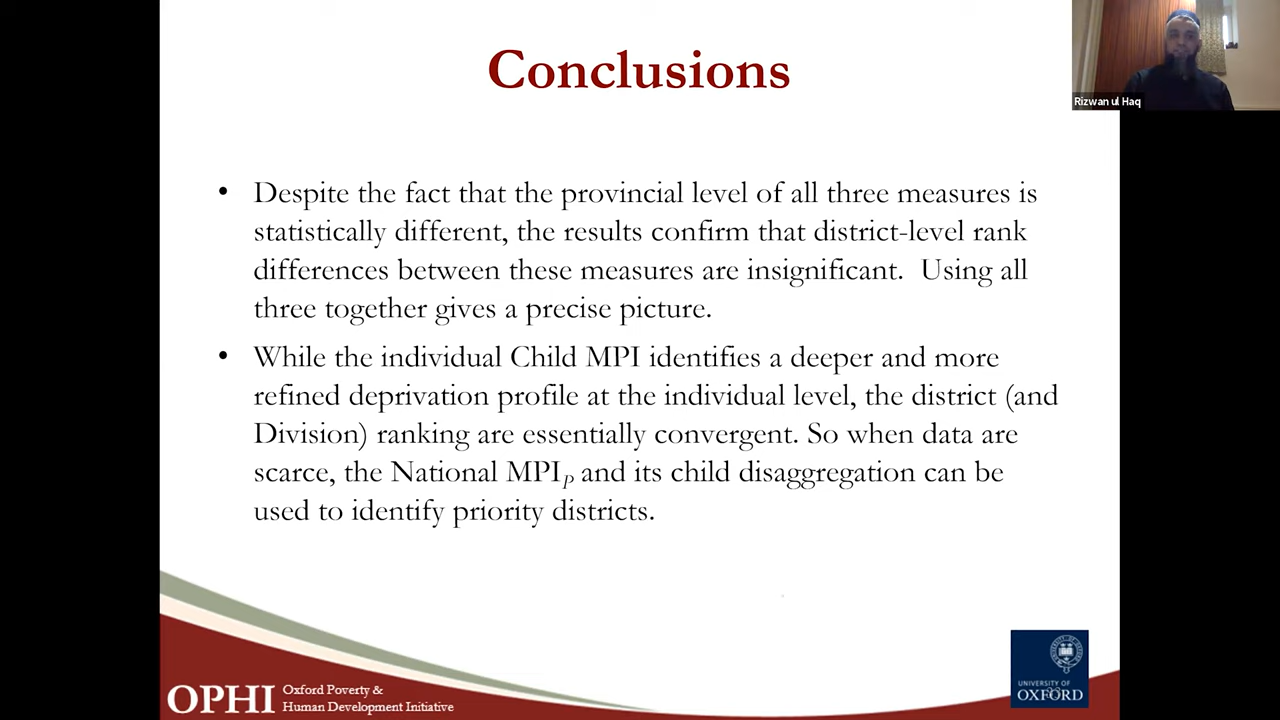 Conclusions
Rizwan ul Haq
• Despite the fact that the provincial level of all three measures is
statistically different, the results confirm that district-level rank
differences between these measures are insignificant.  Using all
three together gives a precise picture.
• While the individual Child MPI identifies a deeper and more
refined deprivation profile at the individual level, the district (and
Division) ranking are essentially convergent. So when data are
scarce, the National MPIP and its child disaggregation can be
used to identify priority districts.
OPHI
Oxford Poverty &
Human Development Initiative
UNIVERSITY OF
OXFORD